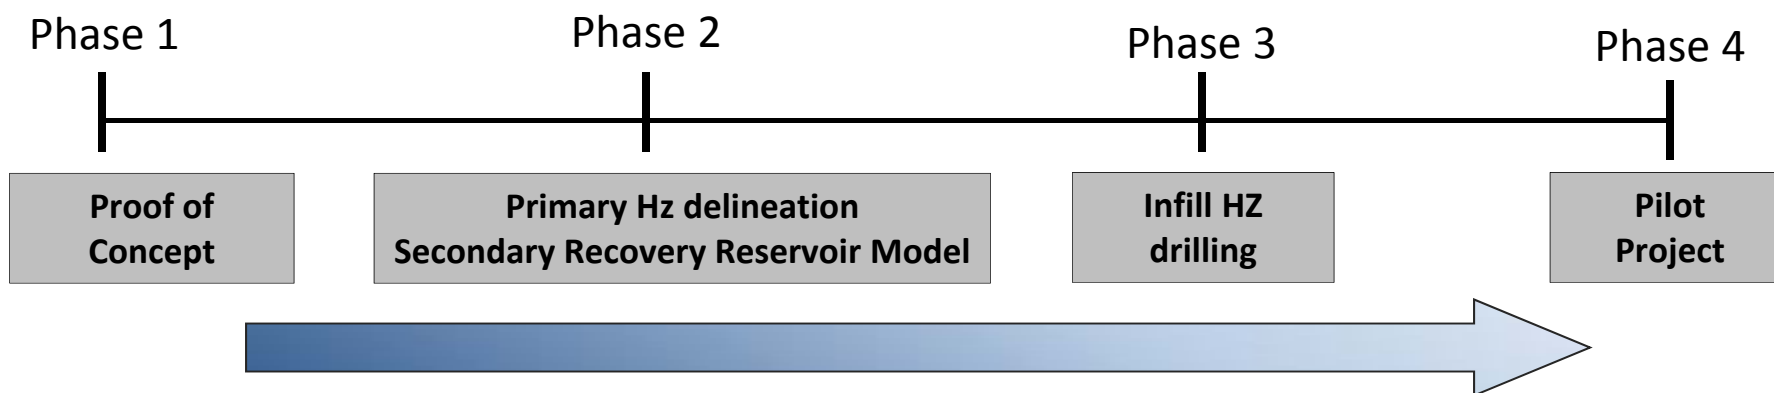 Phase 1
Phase 2
Phase 3
Phase 4
Proof of
Concept
Primary Hz delineation
Secondary Recovery Reservoir Model
Infill HZ
drilling
Pilot
Project